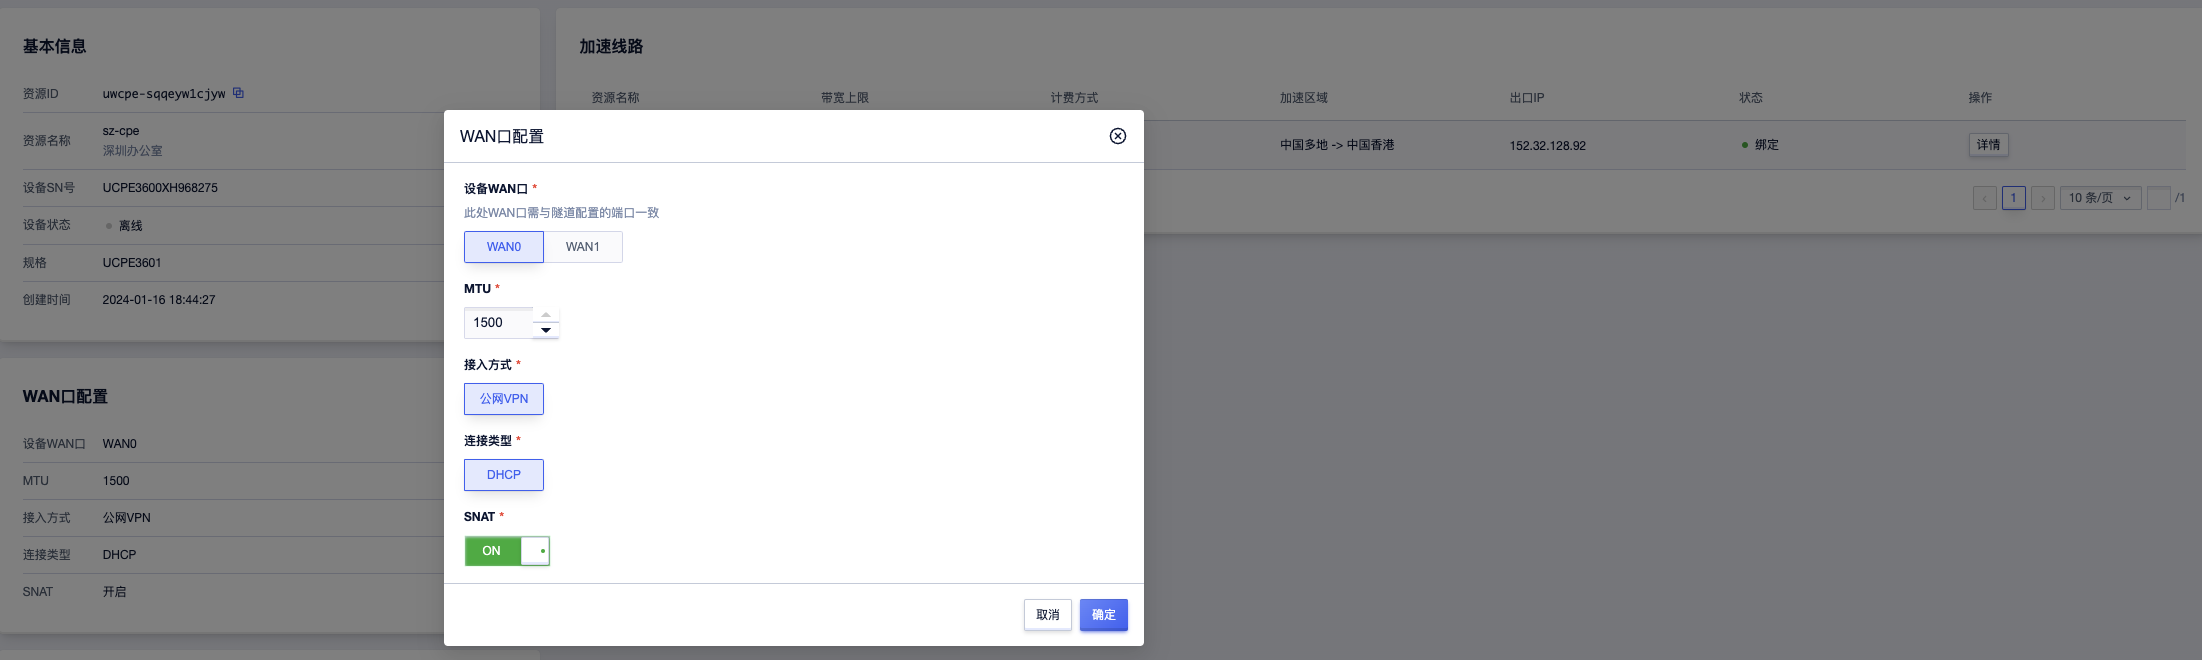 基本信息
资源ID uwcpe-sqqeyw1cjyw
资源名称 sz-cpe
深圳办公室
设备SN号 UCPE3600XH968275
设备状态 离线
规格 UCPE3601
创建时间 2024-01-16 18:44:27
WAN口配置
设备WAN口 WAN0
MTU 1500
接入方式 公网VPN
连接类型 DHCP
SNAT 开启
加速线路
资源名称 带宽上限 计费方式 加速区域 出口IP 状态 操作
中国多地 -> 中国香港 152.32.128.92 绑定 详情
‹ 1 › 10 条/页 /1
WAN口配置
设备WAN口 *
此处WAN口需与隧道配置的端口一致
WAN0 WAN1
MTU *
1500
接入方式 *
公网VPN
连接类型 *
DHCP
SNAT *
ON
取消 确定